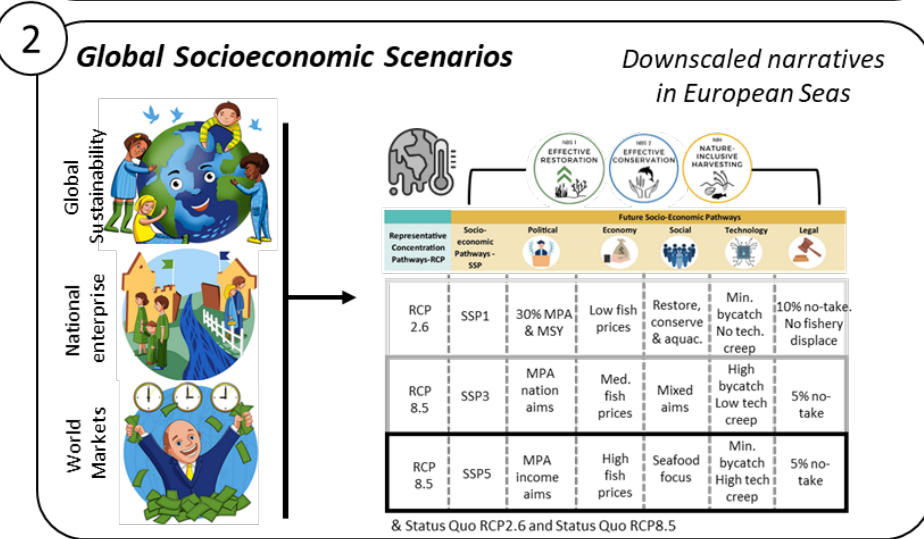 2
Global Socioeconomic Scenarios
Downscaled narratives
in European Seas
Global
Sustainability
National
enterprise
World
Markets
NBS 1
EFFECTIVE
RESTORATION
NBS 2
EFFECTIVE
CONSERVATION
NIH
NATURE-
INCLUSIVE
HARVESTING
Future Socio-Economic Pathways
Representative
Concentration
Pathways-RCP
Socio-
economic
Pathways -
SSP
Political
Economy
Social
Technology
Legal
RCP
2.6
SSP1
30% MPA
& MSY
Low fish
prices
Restore,
conserve
& aquac.
Min.
bycatch
No tech.
creep
10% no-take.
No fishery
displace
RCP
8.5
SSP3
MPA
nation
aims
Med.
fish
prices
Mixed
aims
High
bycatch
Low tech
creep
5% no-
take
RCP
8.5
SSP5
MPA
income
aims
High
fish
prices
Seafood
focus
Min.
bycatch
High tech
creep
5% no-
take
& Status Quo RCP2.6 and Status Quo RCP8.5